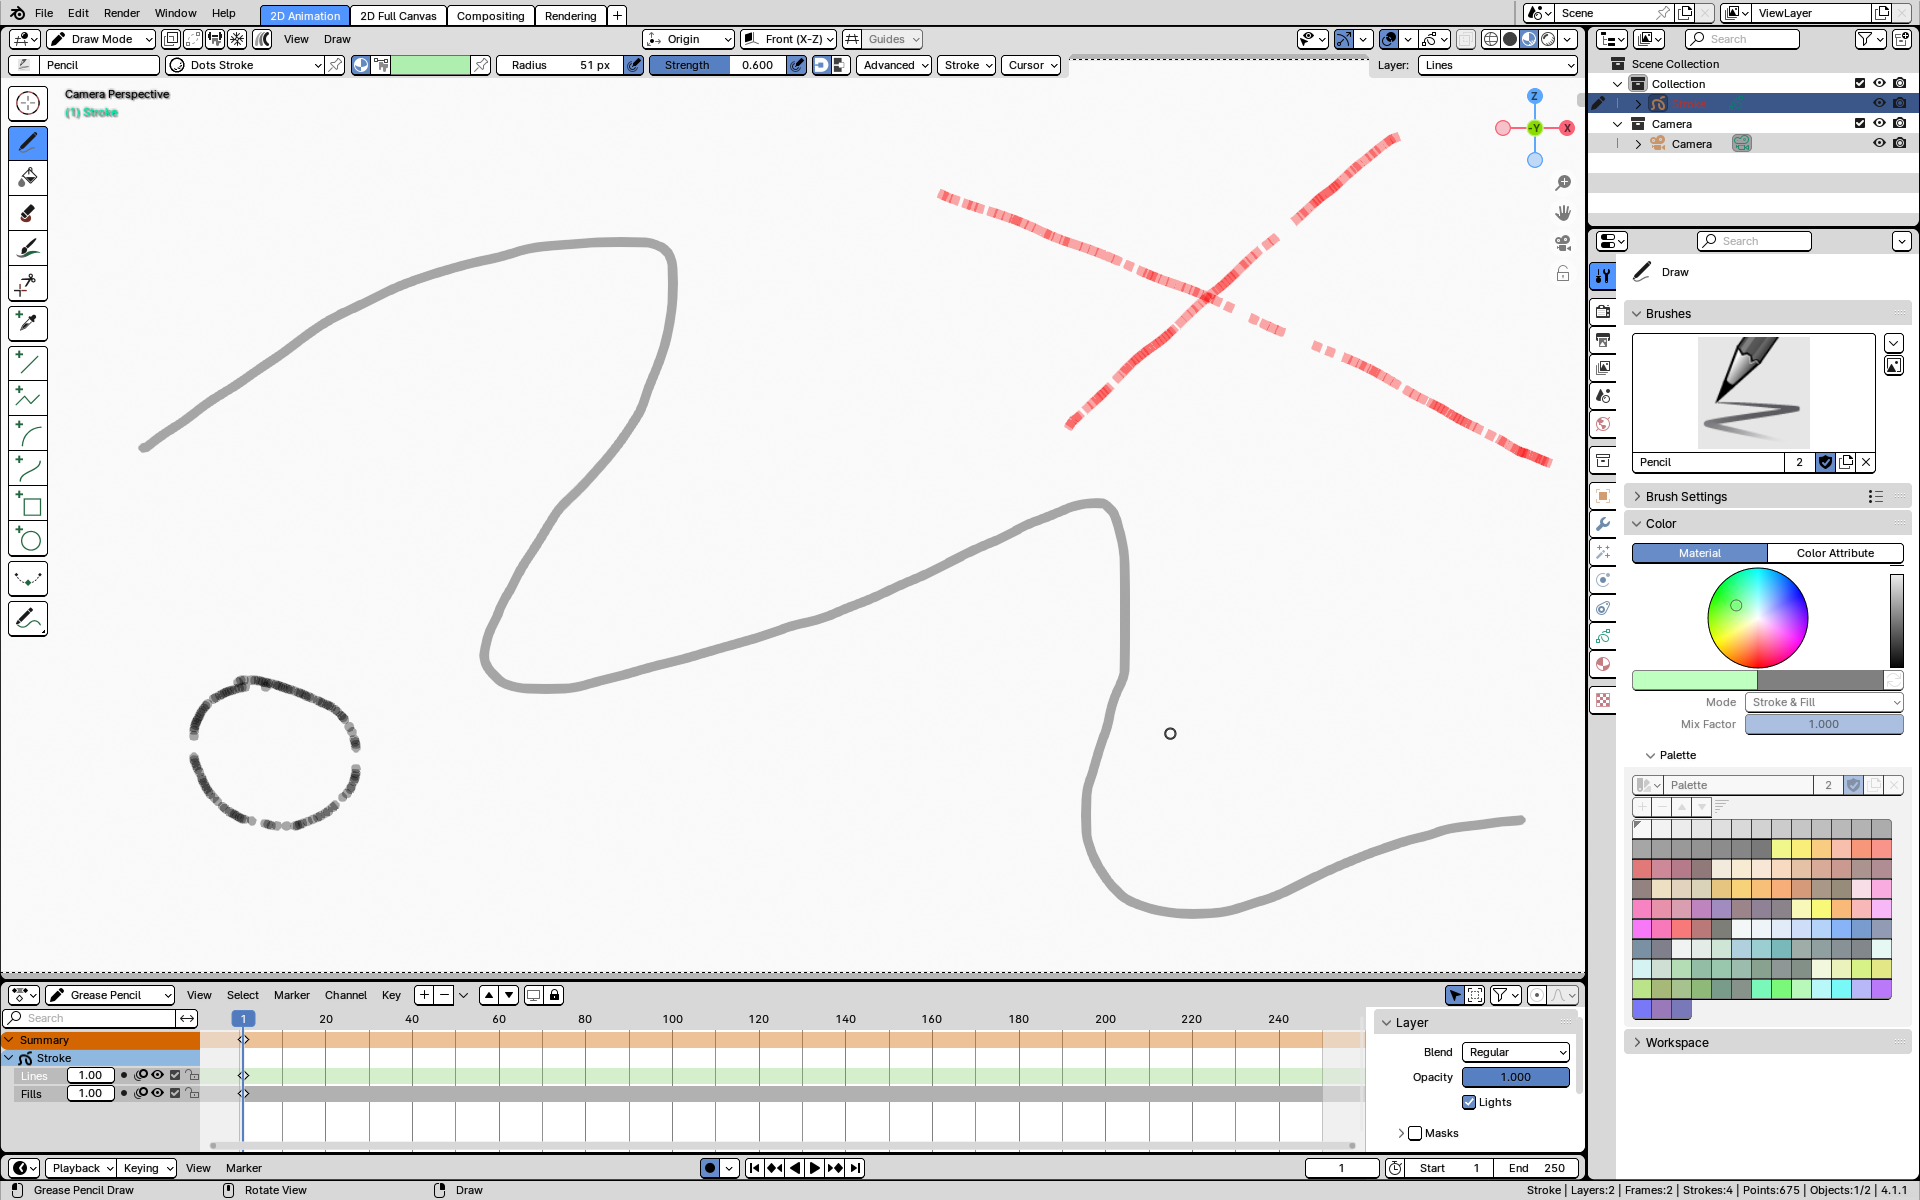 File Edit Render Window Help 2D Animation 2D Full Canvas Compositing Rendering + Scene ViewLayer
Draw Mode View Draw Origin Front (X-Z) Guides Search
Pencil Dots Stroke Radius 51 px Strength 0.600 Advanced Stroke Cursor Layer: Lines
Scene Collection
Collection
Stroke
Camera
Camera
Camera Perspective
(1) Stroke
Z
-Y X
Search
Draw
Brushes
Pencil 2
Brush Settings
Color
Material Color Attribute
Mode Stroke & Fill
Mix Factor 1.000
Palette
Palette 2
Workspace
Grease Pencil View Select Marker Channel Key
Search 1 20 40 60 80 100 120 140 160 180 200 220 240
Summary
Stroke
Lines 1.00
Fills 1.00
Layer
Blend Regular
Opacity 1.000
Lights
Masks
Playback Keying View Marker 1 Start 1 End 250
Grease Pencil Draw Rotate View Draw Stroke | Layers:2 | Frames:2 | Strokes:4 | Points:675 | Objects:1/2 | 4.1.1